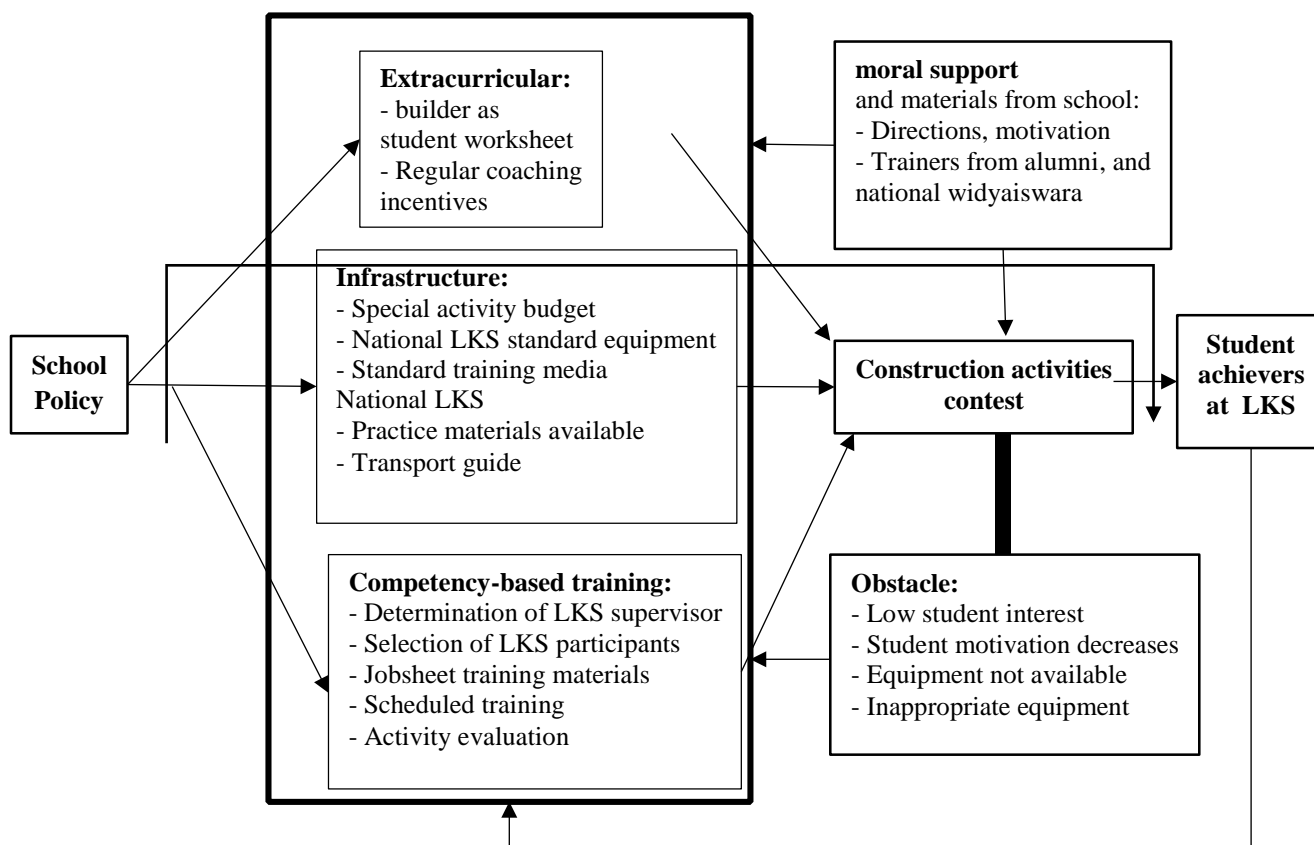 School
Policy
Extracurricular:
- builder as
student worksheet
- Regular coaching
incentives
Infrastructure:
- Special activity budget
- National LKS standard equipment
- Standard training media
National LKS
- Practice materials available
- Transport guide
Competency-based training:
- Determination of LKS supervisor
- Selection of LKS participants
- Jobsheet training materials
- Scheduled training
- Activity evaluation
moral support
and materials from school:
- Directions, motivation
- Trainers from alumni, and
national widyaiswara
Construction activities
contest
Obstacle:
- Low student interest
- Student motivation decreases
- Equipment not available
- Inappropriate equipment
Student
achievers
at LKS